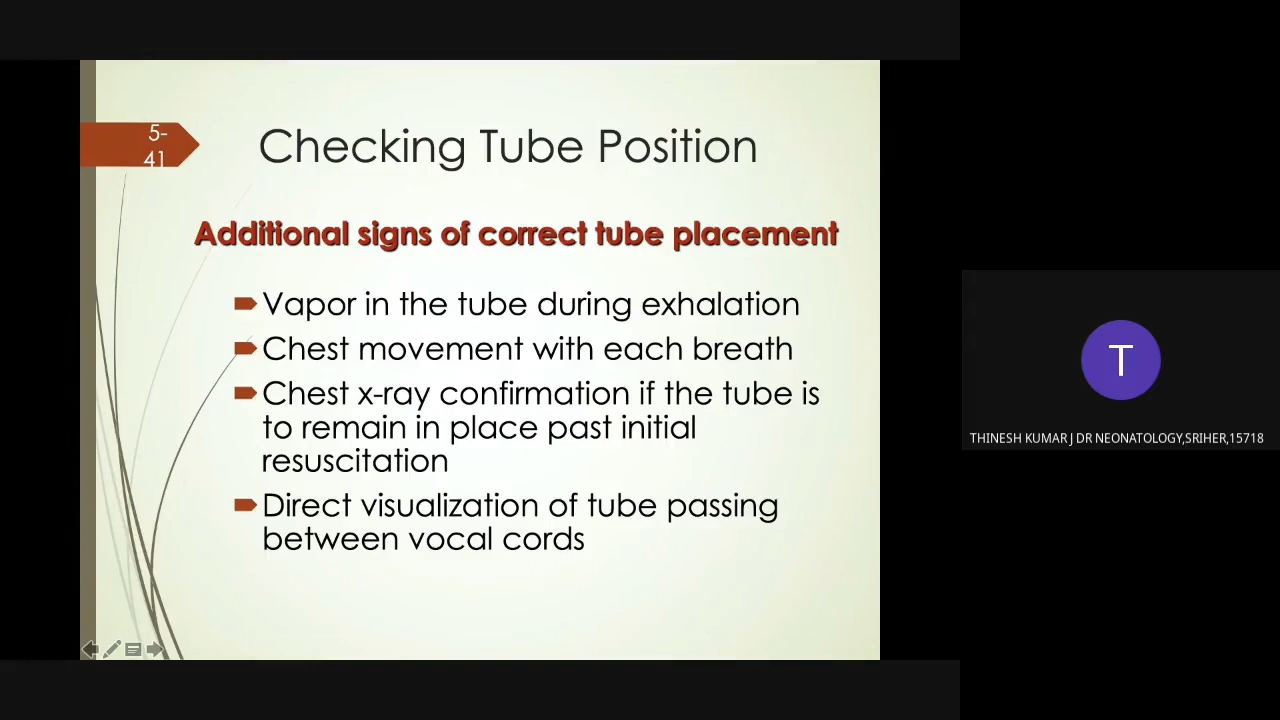 5-
41
Checking Tube Position
Additional signs of correct tube placement
Vapor in the tube during exhalation
Chest movement with each breath
Chest x-ray confirmation if the tube is
to remain in place past initial
resuscitation
Direct visualization of tube passing
between vocal cords
T
THINESH KUMAR J DR NEONATOLOGY,SRIHER,15718